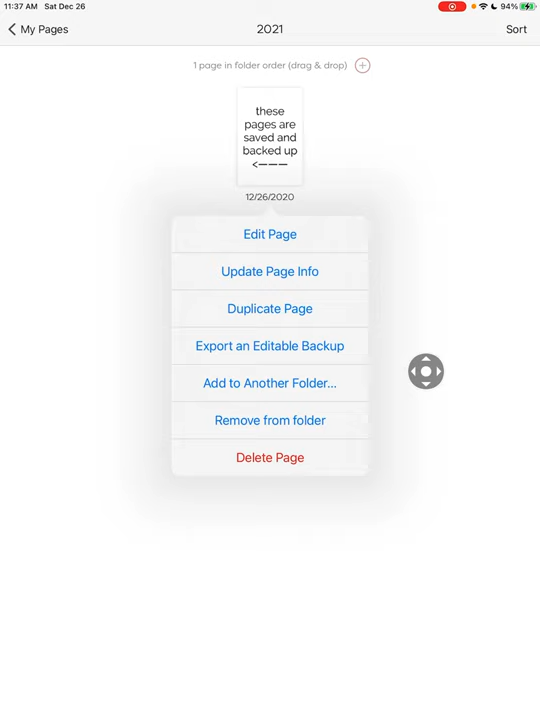 11:37 AM Sat Dec 26
94%
My Pages
2021
Sort
1 page in folder order (drag & drop)
these
pages are
saved and
backed up
<———
12/26/2020
Edit Page
Update Page Info
Duplicate Page
Export an Editable Backup
Add to Another Folder...
Remove from folder
Delete Page